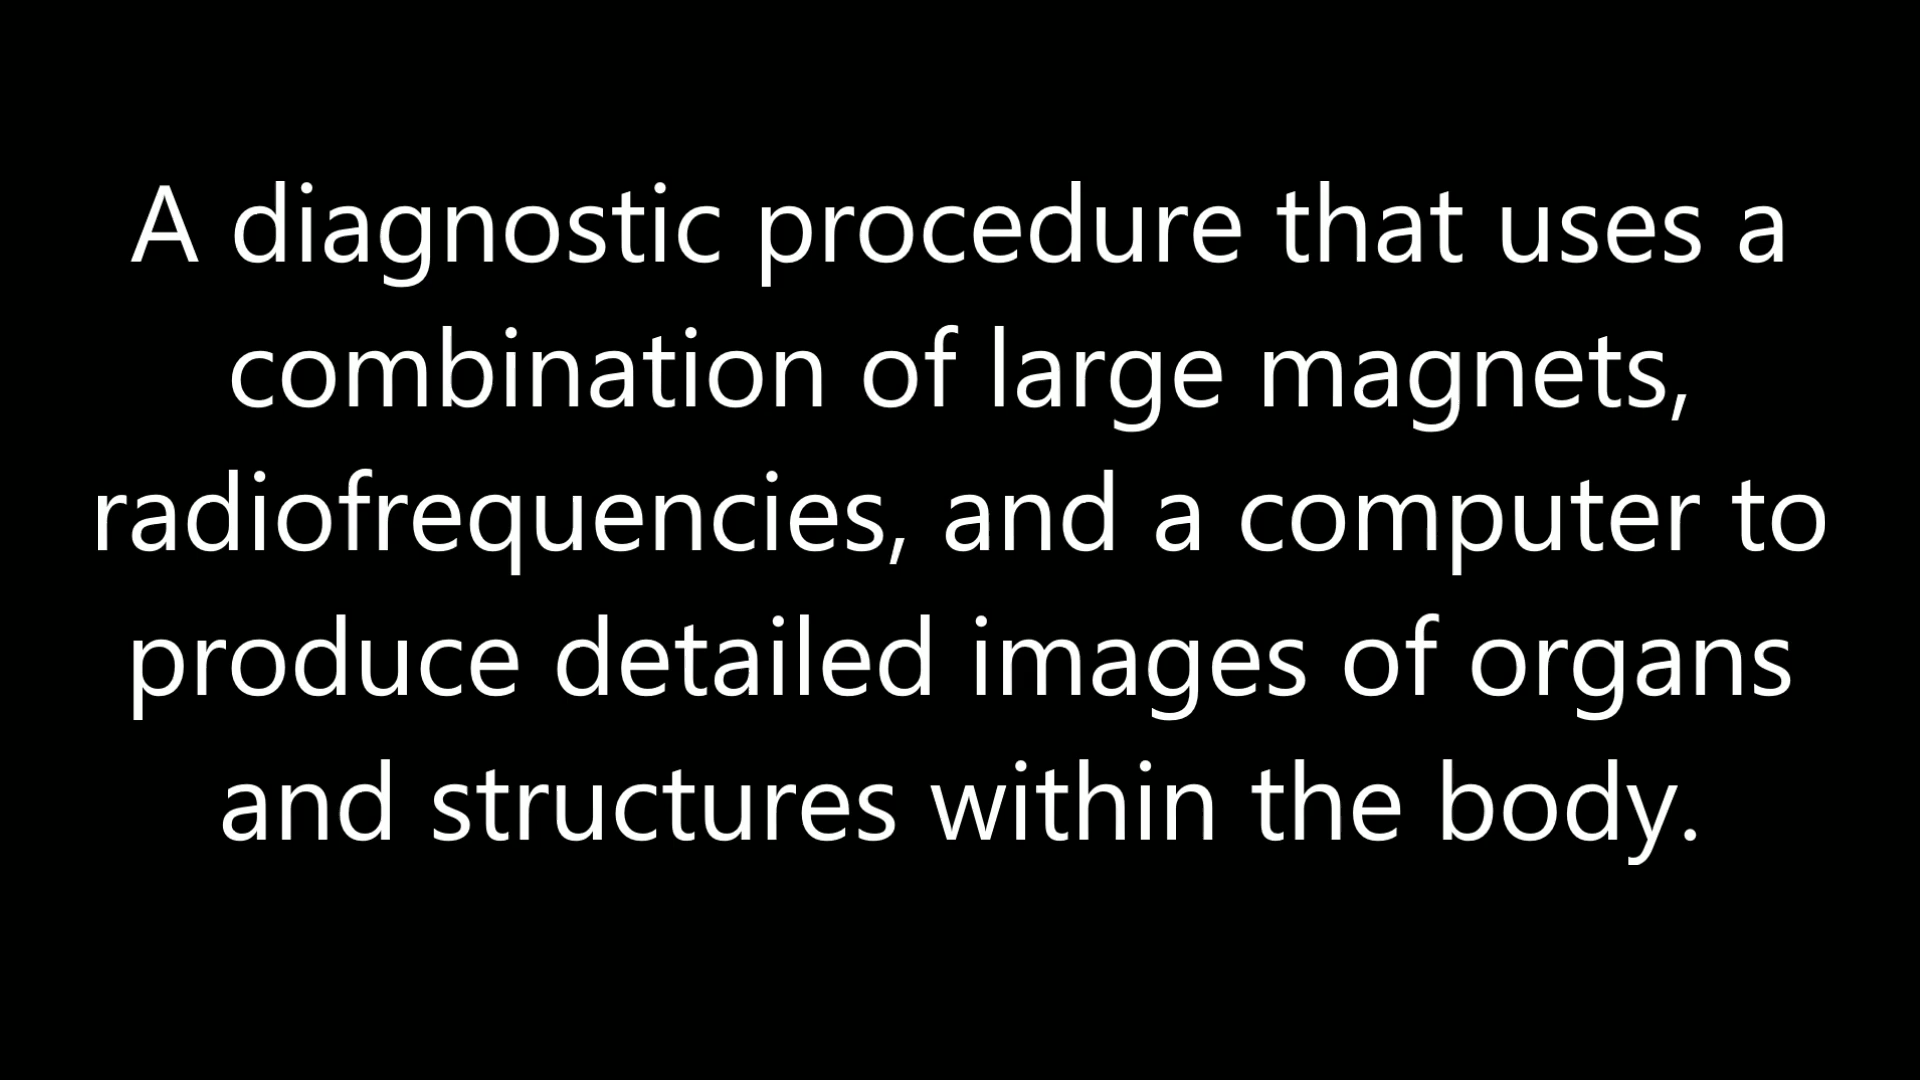 A diagnostic procedure that uses a
combination of large magnets,
radiofrequencies, and a computer to
produce detailed images of organs
and structures within the body.